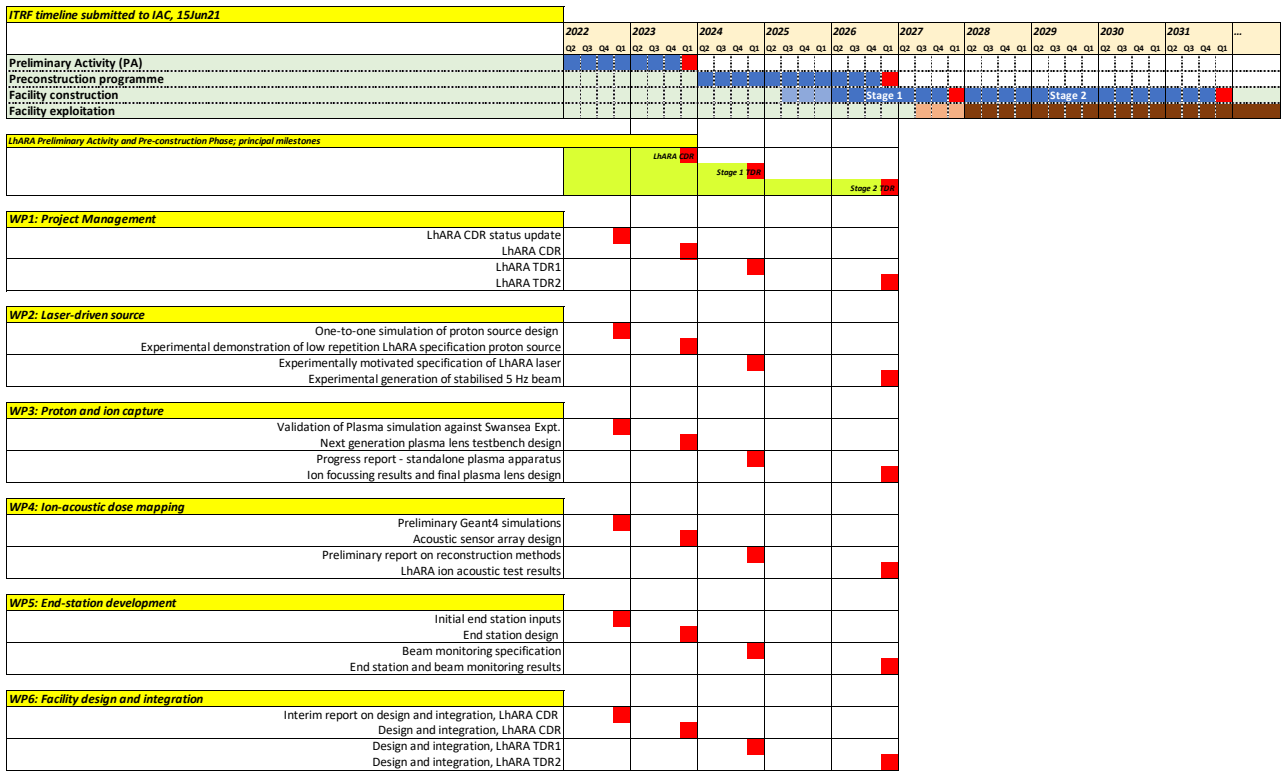 ITRF timeline submitted to IAC, 15Jun21
2022 2023 2024 2025 2026 2027 2028 2029 2030 2031 ...
Q2 Q3 Q4 Q1 Q2 Q3 Q4 Q1 Q2 Q3 Q4 Q1 Q2 Q3 Q4 Q1 Q2 Q3 Q4 Q1 Q2 Q3 Q4 Q1 Q2 Q3 Q4 Q1 Q2 Q3 Q4 Q1 Q2 Q3 Q4 Q1 Q2 Q3 Q4 Q1
Preliminary Activity (PA)
Preconstruction programme
Facility construction Stage 1 Stage 2
Facility exploitation
LhARA Preliminary Activity and Pre-construction Phase; principal milestones
LhARA CDR
Stage 1 TDR
Stage 2 TDR
WP1: Project Management
LhARA CDR status update
LhARA CDR
LhARA TDR1
LhARA TDR2
WP2: Laser-driven source
One-to-one simulation of proton source design
Experimental demonstration of low repetition LhARA specification proton source
Experimentally motivated specification of LhARA laser
Experimental generation of stabilised 5 Hz beam
WP3: Proton and ion capture
Validation of Plasma simulation against Swansea Expt.
Next generation plasma lens testbench design
Progress report - standalone plasma apparatus
Ion focussing results and final plasma lens design
WP4: Ion-acoustic dose mapping
Preliminary Geant4 simulations
Acoustic sensor array design
Preliminary report on reconstruction methods
LhARA ion acoustic test results
WP5: End-station development
Initial end station inputs
End station design
Beam monitoring specification
End station and beam monitoring results
WP6: Facility design and integration
Interim report on design and integration, LhARA CDR
Design and integration, LhARA CDR
Design and integration, LhARA TDR1
Design and integration, LhARA TDR2